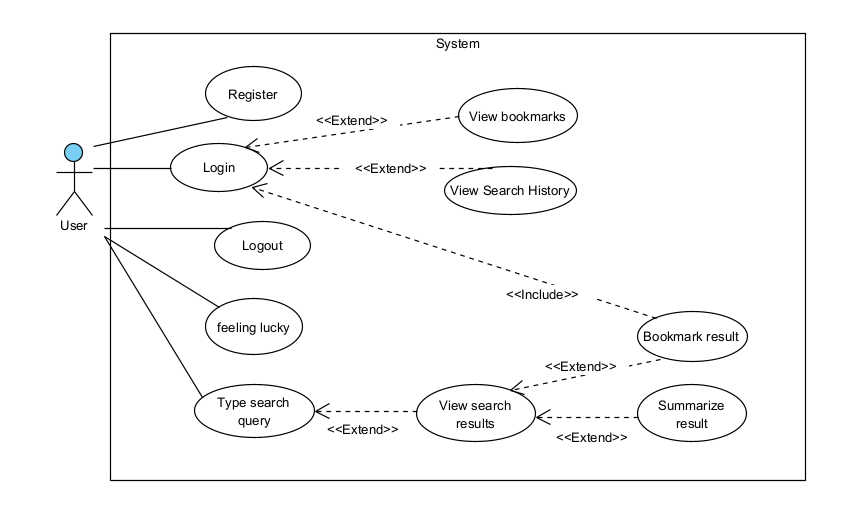 System
Register
<<Extend>>
View bookmarks
Login
<<Extend>>
View Search History
User
Logout
<<Include>>
feeling lucky
Bookmark result
<<Extend>>
Type search
query
<<Extend>>
View search
results
<<Extend>>
Summarize
result